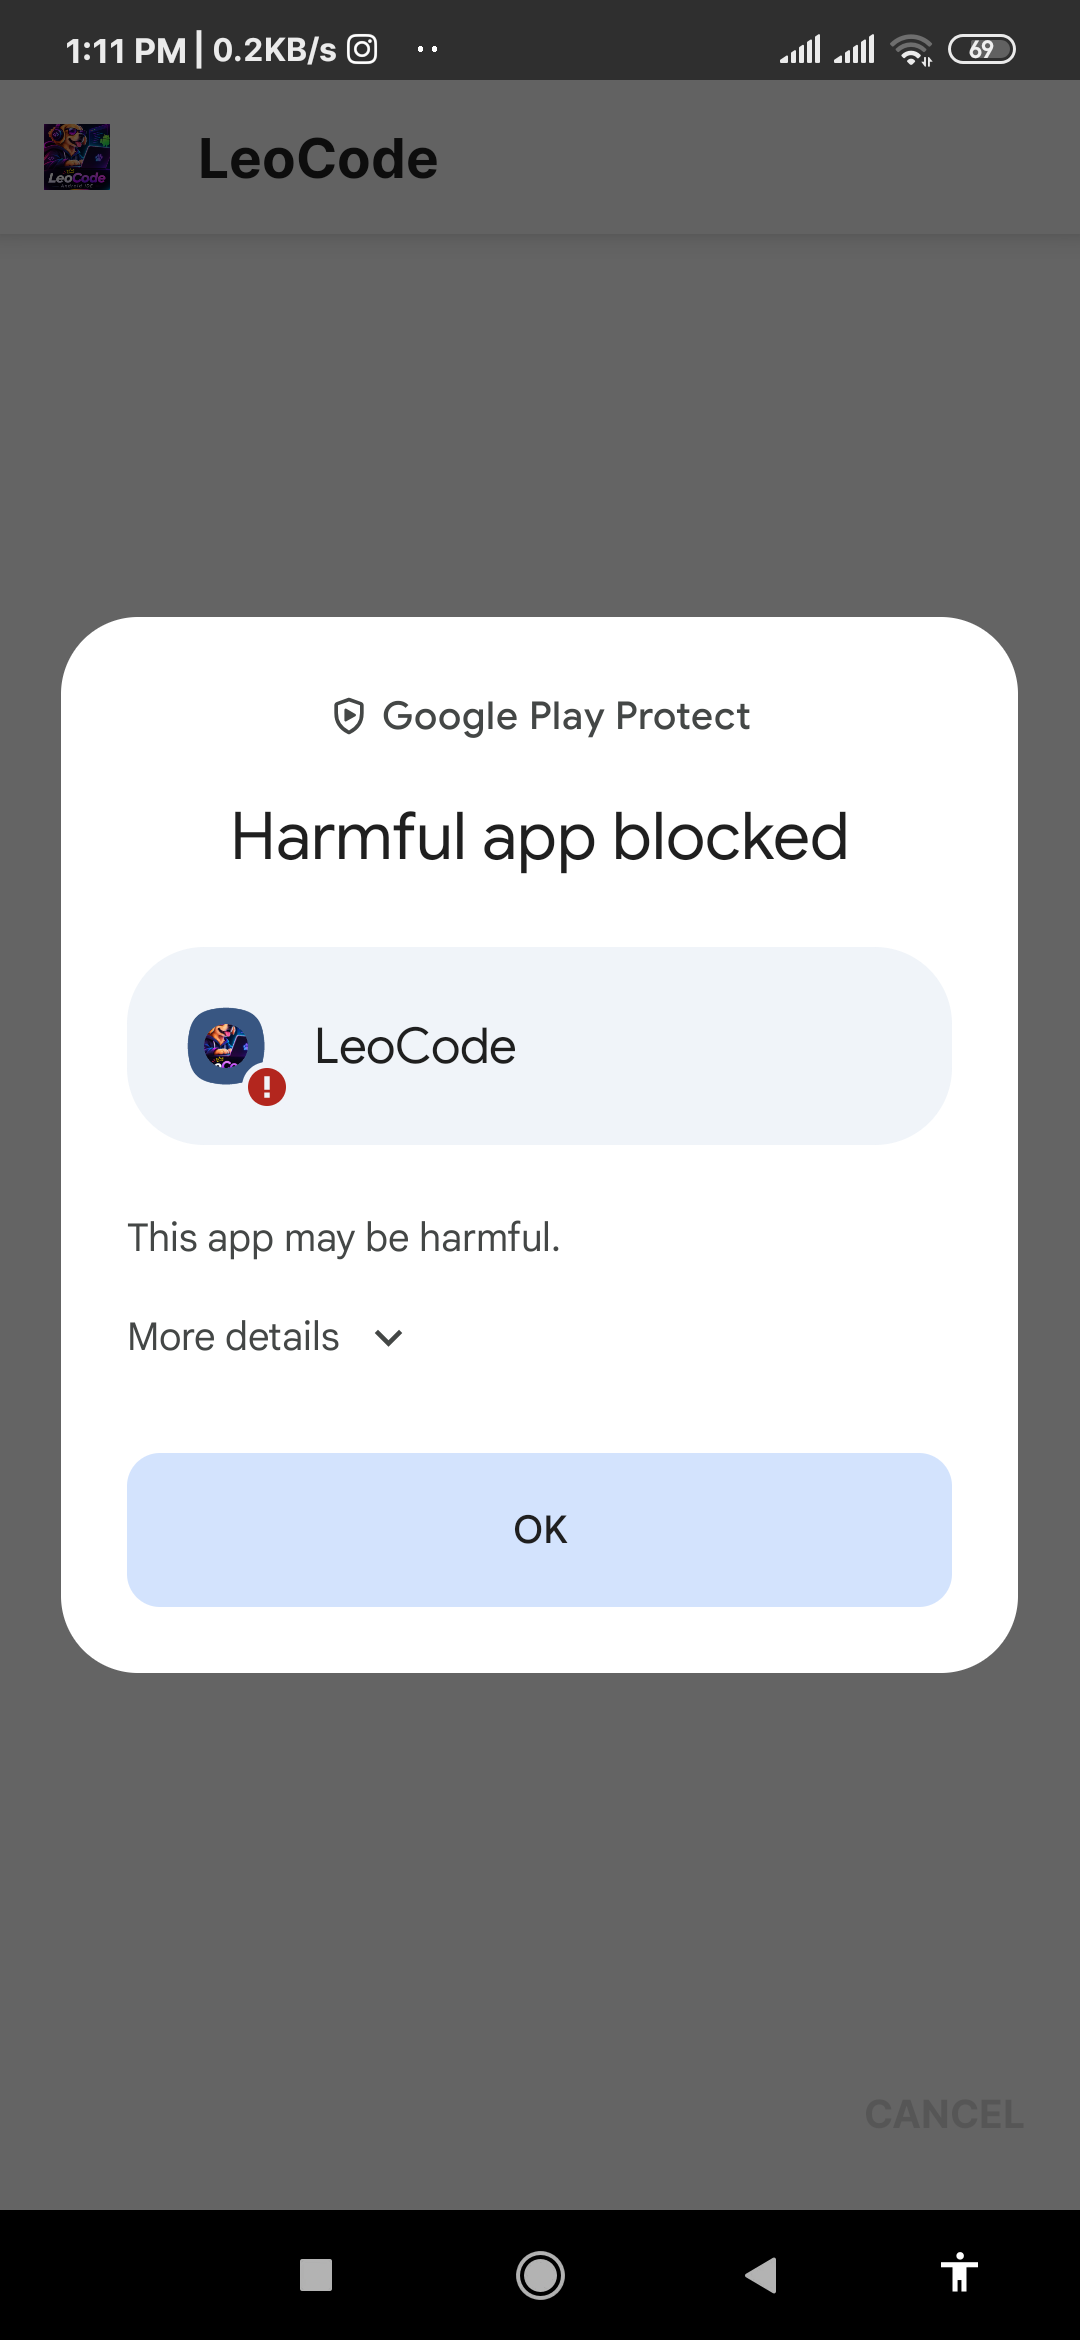 1:11 PM | 0.2KB/s
69
LeoCode
LeoCode
Google Play Protect
Harmful app blocked
LeoCode
This app may be harmful.
More details
OK
CANCEL